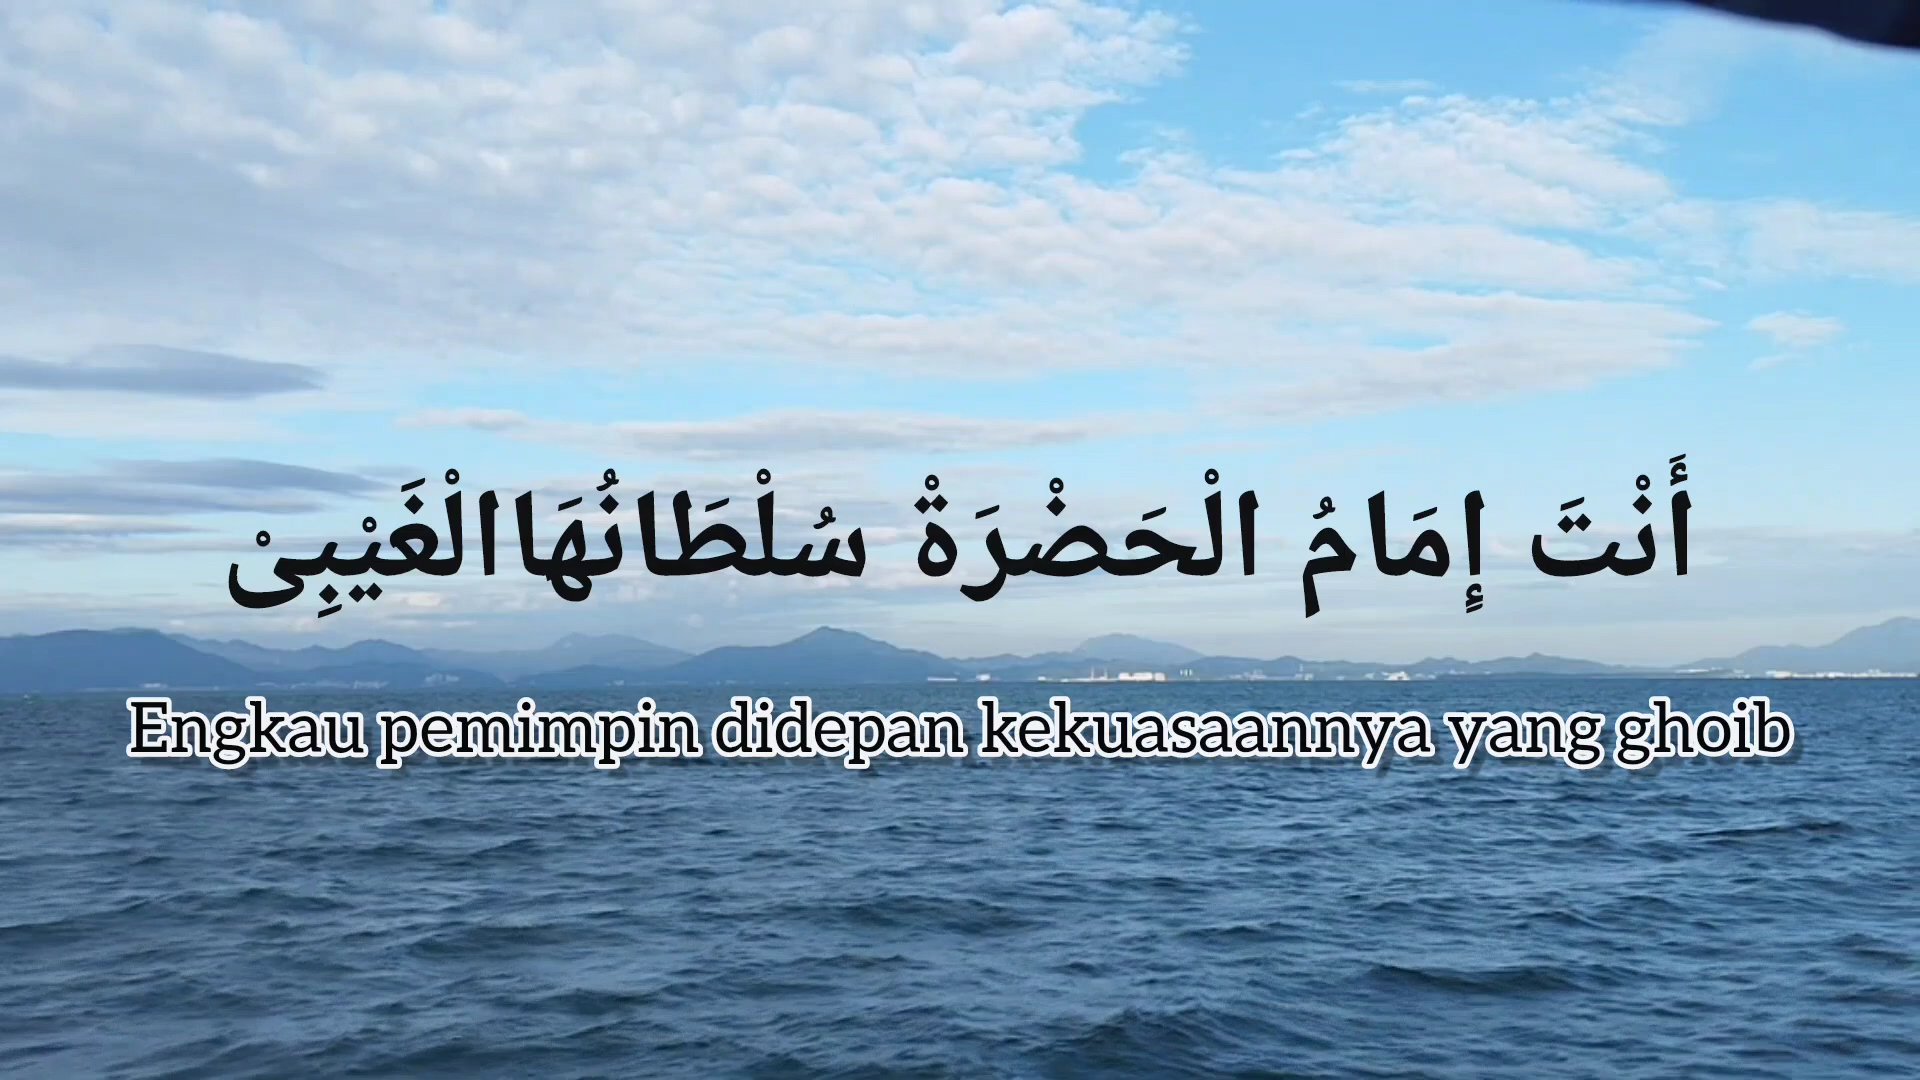 أَنْتَ إِمَامُ الْحَضْرَةْ سُلْطَانُهَاالْغَيْبِىْ
Engkau pemimpin didepan kekuasaannya yang ghoib